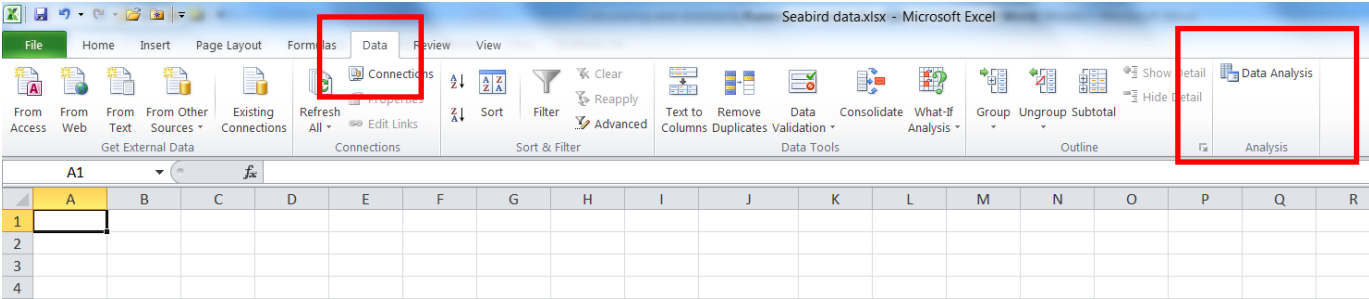 Seabird data.xlsx - Microsoft Excel
File Home Insert Page Layout Formulas Data Review View
Connections Clear Show Detail Data Analysis
Properties Reapply Hide Detail
Edit Links Advanced
From Access From Web From Text From Other Sources Existing Connections Refresh All Sort Filter Text to Columns Remove Duplicates Data Validation Consolidate What-If Analysis Group Ungroup Subtotal
Get External Data Connections Sort & Filter Data Tools Outline Analysis
A1 fx
A B C D E F G H I J K L M N O P Q R
1
2
3
4